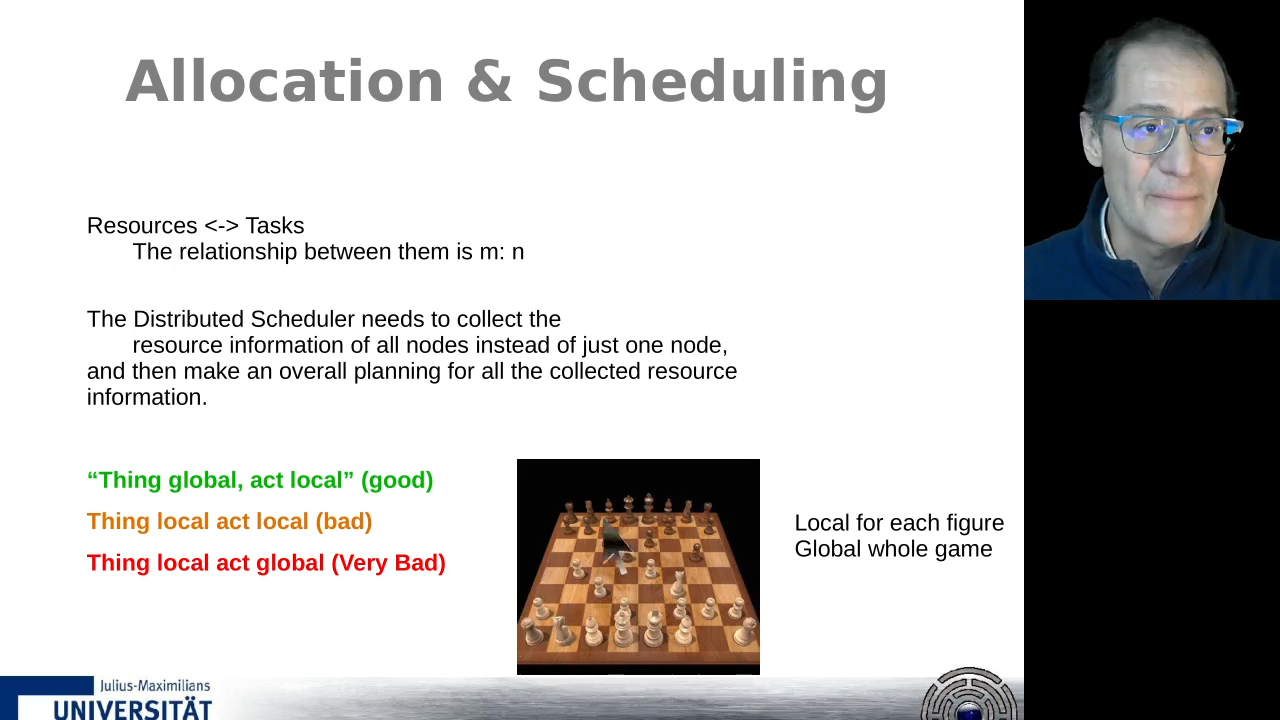 Allocation & Scheduling
Resources <-> Tasks
The relationship between them is m: n
The Distributed Scheduler needs to collect the
resource information of all nodes instead of just one node,
and then make an overall planning for all the collected resource
information.
“Thing global, act local” (good)
Thing local act local (bad)
Thing local act global (Very Bad)
Local for each figure
Global whole game
Julius-Maximilians
UNIVERSITÄT